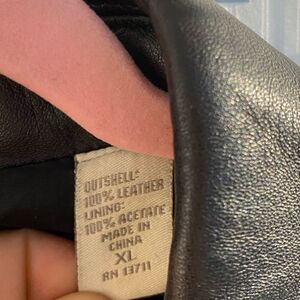 OUTSHELL:
100% LEATHER
LINING:
100% ACETATE
MADE IN
CHINA
XL
RN 13711